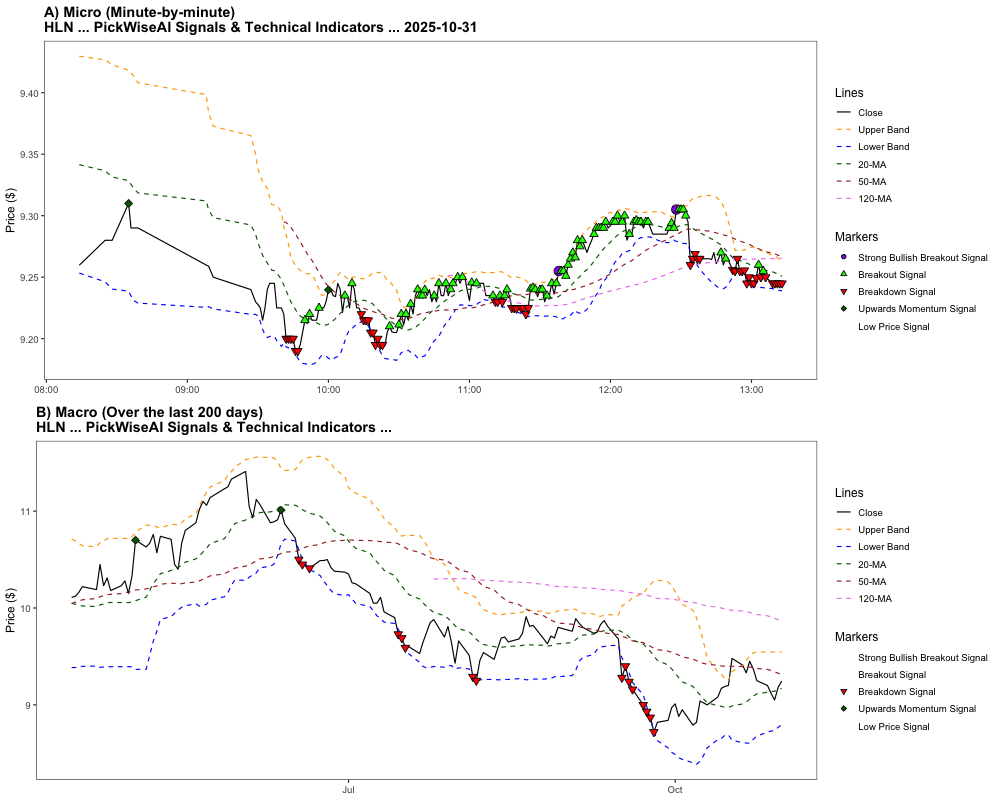 A) Micro (Minute-by-minute)
HLN ... PickWiseAI Signals & Technical Indicators ... 2025-10-31
Price ($)
9.40
9.35
9.30
9.25
9.20
08:00
09:00
10:00
11:00
12:00
13:00
Lines
Close
Upper Band
Lower Band
20-MA
50-MA
120-MA
Markers
Strong Bullish Breakout Signal
Breakout Signal
Breakdown Signal
Upwards Momentum Signal
Low Price Signal
B) Macro (Over the last 200 days)
HLN ... PickWiseAI Signals & Technical Indicators ...
Price ($)
11
10
9
Jul
Oct
Lines
Close
Upper Band
Lower Band
20-MA
50-MA
120-MA
Markers
Strong Bullish Breakout Signal
Breakout Signal
Breakdown Signal
Upwards Momentum Signal
Low Price Signal